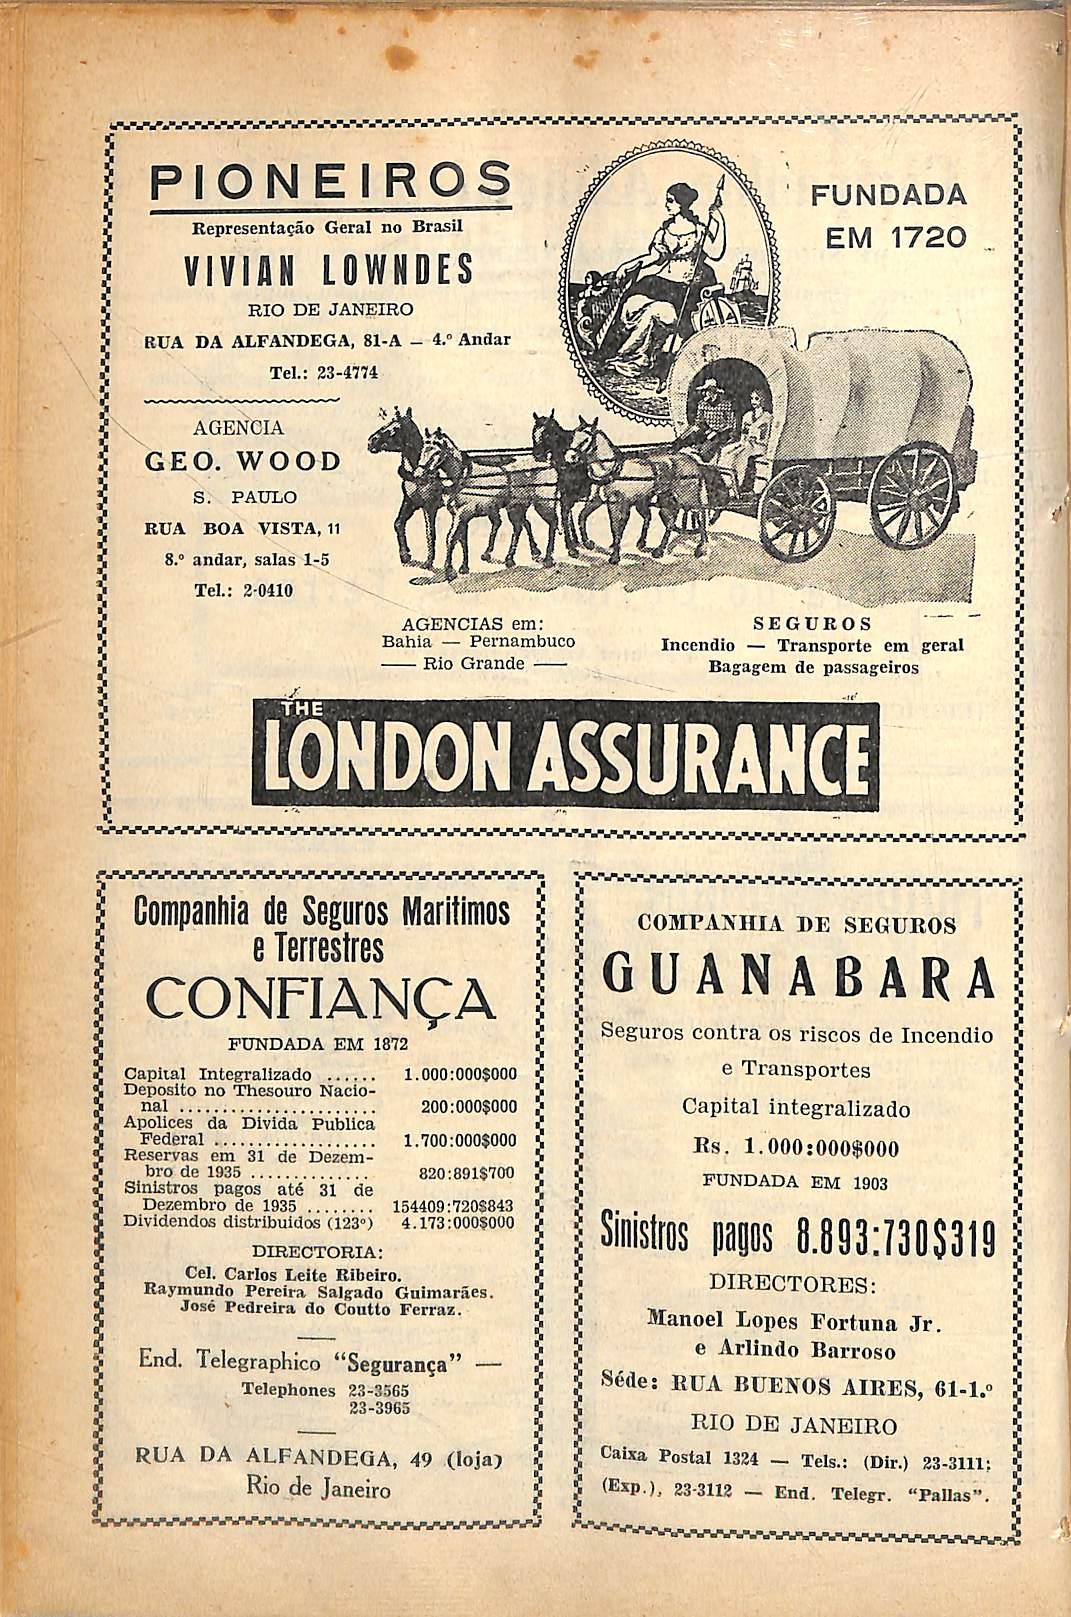 PIONEIROS
Representação Geral no Brasil
VIVIAN LOWNDES
RIO DE JANEIRO
RUA DA ALFANDEGA, 81-A — 4.º Andar
Tel.: 23-4774
AGENCIA
GEO. WOOD
S. PAULO
RUA BOA VISTA, 11
8.º andar, salas 1-5
Tel.: 2-0410
FUNDADA
EM 1720
AGENCIAS em:
Bahia — Pernambuco
— Rio Grande —
SEGUROS
Incendio — Transporte em geral
Bagagem de passageiros
THE
LONDON ASSURANCE
Companhia de Seguros Maritimos
e Terrestres
CONFIANÇA
FUNDADA EM 1872
Capital Integralizado ...... 1.000:000$000
Deposito no Thesouro Nacio-
nal ....................... 200:000$000
Apolices da Divida Publica
Federal ................... 1.700:000$000
Reservas em 31 de Dezem-
bro de 1935 .............. 820:891$700
Sinistros pagos até 31 de
Dezembro de 1935 ........ 154409:720$843
Dividendos distribuidos (123º) 4.173:000$000
DIRECTORIA:
Cel. Carlos Leite Ribeiro.
Raymundo Pereira Salgado Guimarães.
José Pedreira do Coutto Ferraz.
End. Telegraphico “Segurança” —
Telephones 23-3565
23-3965
RUA DA ALFANDEGA, 49 (loja)
Rio de Janeiro
COMPANHIA DE SEGUROS
GUANABARA
Seguros contra os riscos de Incendio
e Transportes
Capital integralizado
Rs. 1.000:000$000
FUNDADA EM 1903
Sinistros pagos 8.893:730$319
DIRECTORES:
Manoel Lopes Fortuna Jr.
e Arlindo Barroso
Séde: RUA BUENOS AIRES, 61-1.º
RIO DE JANEIRO
Caixa Postal 1324 — Tels.: (Dir.) 23-3111;
(Exp.), 23-3112 — End. Telegr. “Pallas”.